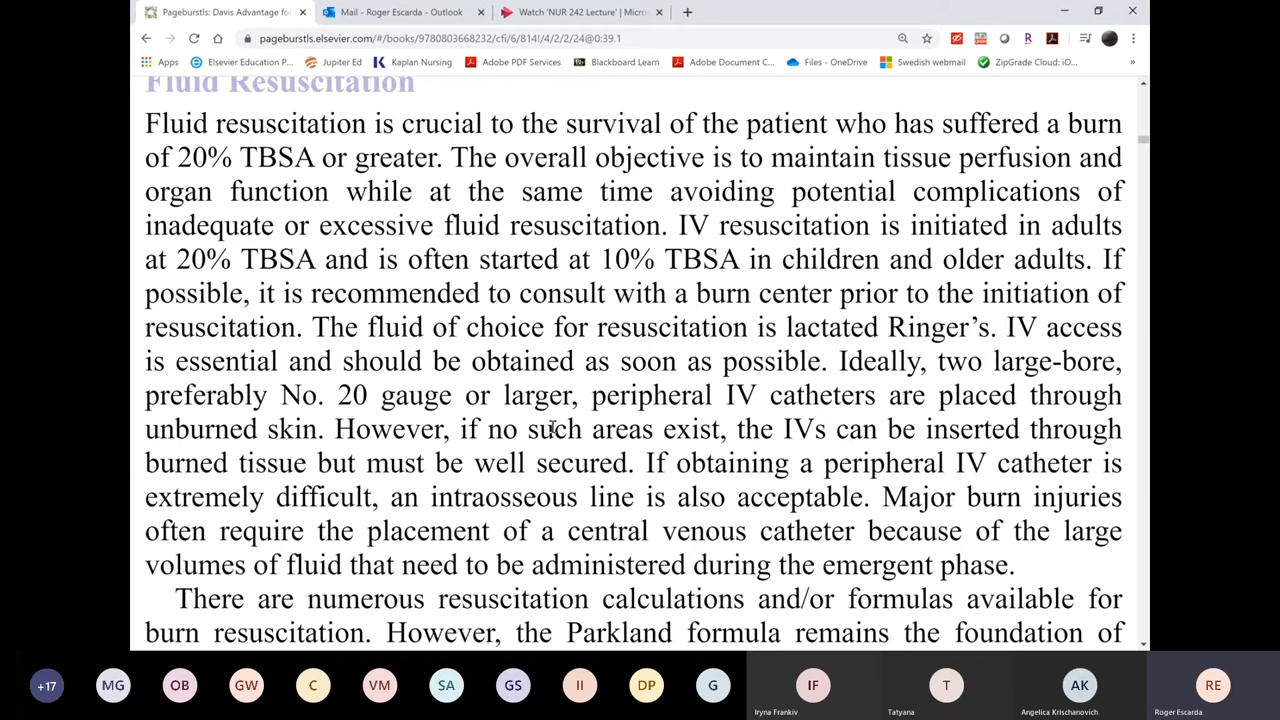 Pageburstls: Davis Advantage for
Mail - Roger Escarda - Outlook
Watch 'NUR 242 Lecture' | Micro
pageburstls.elsevier.com/#/books/9780803668232/cfi/6/814!/4/2/2/24@0:39.1
Apps
Elsevier Education P...
Jupiter Ed
Kaplan Nursing
Adobe PDF Services
Blackboard Learn
Adobe Document C...
Files - OneDrive
Swedish webmail
ZipGrade Cloud: iO...
Fluid Resuscitation
Fluid resuscitation is crucial to the survival of the patient who has suffered a burn
of 20% TBSA or greater. The overall objective is to maintain tissue perfusion and
organ function while at the same time avoiding potential complications of
inadequate or excessive fluid resuscitation. IV resuscitation is initiated in adults
at 20% TBSA and is often started at 10% TBSA in children and older adults. If
possible, it is recommended to consult with a burn center prior to the initiation of
resuscitation. The fluid of choice for resuscitation is lactated Ringer's. IV access
is essential and should be obtained as soon as possible. Ideally, two large-bore,
preferably No. 20 gauge or larger, peripheral IV catheters are placed through
unburned skin. However, if no such areas exist, the IVs can be inserted through
burned tissue but must be well secured. If obtaining a peripheral IV catheter is
extremely difficult, an intraosseous line is also acceptable. Major burn injuries
often require the placement of a central venous catheter because of the large
volumes of fluid that need to be administered during the emergent phase.
There are numerous resuscitation calculations and/or formulas available for
burn resuscitation. However, the Parkland formula remains the foundation of
+17
MG
OB
GW
C
VM
SA
GS
II
DP
G
IF
T
AK
RE
Iryna Frankiv
Tatyana
Angelica Krischanovich
Roger Escarda